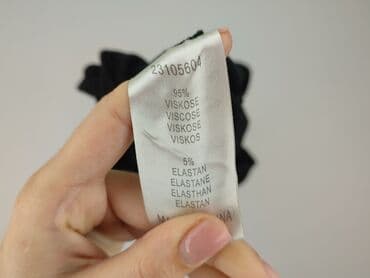 23105604
95%
VISKOSE
VISCOSE
VISKOSE
VISKOS
5%
ELASTAN
ELASTANE
ELASTHAN
ELASTAN